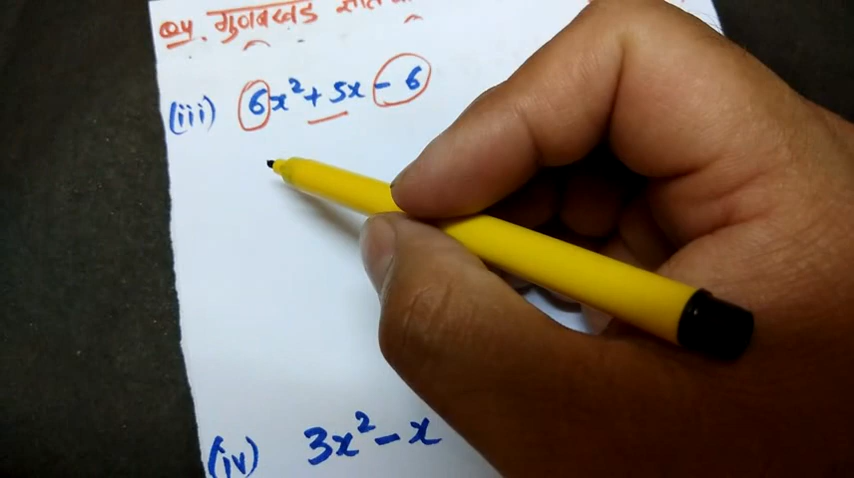 Q4. गुणनखंड ज्ञात
(iii) 6x² + 5x - 6
(iv) 3x² - x